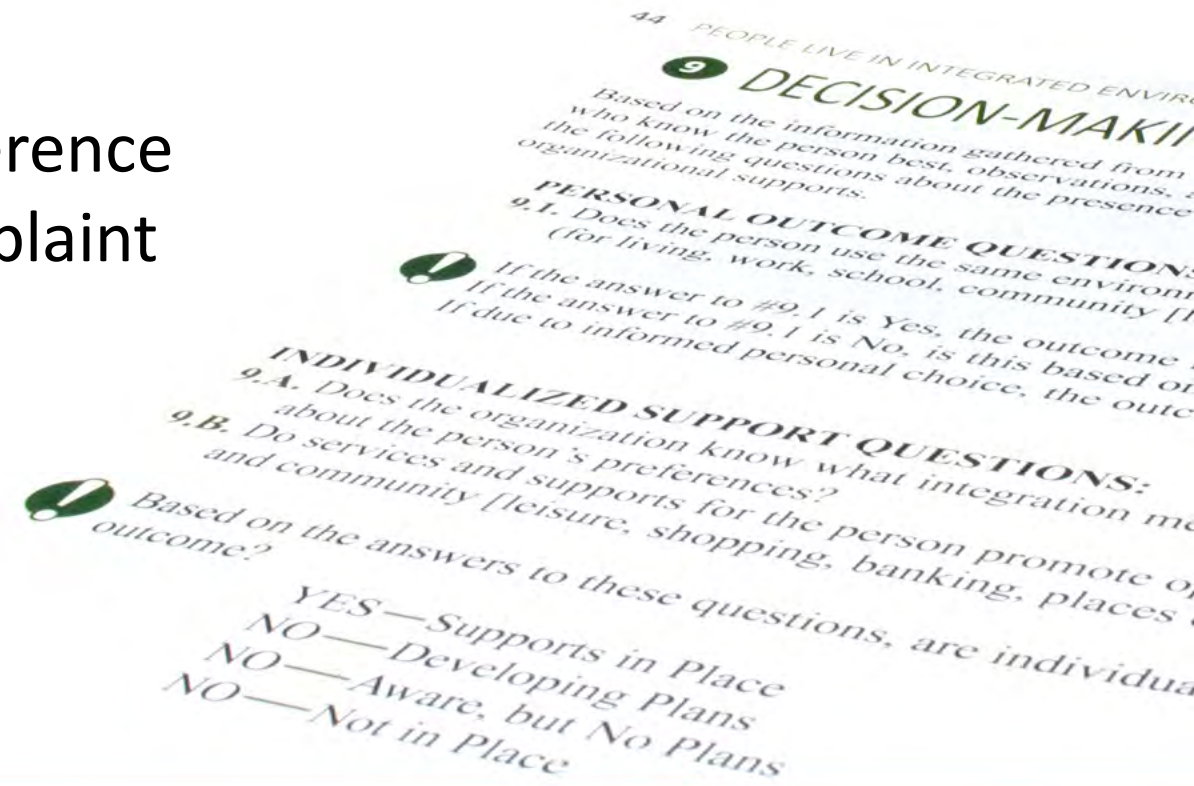 erence
plaint
44 PEOPLE LIVE IN INTEGRATED ENVIRO
9 DECISION-MAKI
Based on the information gathered from
who know the person best, observations,
the following questions about the presence
organizational supports.
PERSONAL OUTCOME QUESTIONS
9.1. Does the person use the same environm
(for living, work, school, community [l
If the answer to #9.1 is Yes, the outcome
If the answer to #9.1 is No, is this based on
If due to informed personal choice, the outc
INDIVIDUALIZED SUPPORT QUESTIONS:
9.A. Does the organization know what integration me
about the person's preferences?
9.B. Do services and supports for the person promote op
and community [leisure, shopping, banking, places
Based on the answers to these questions, are individua
outcome?
YES—Supports in Place
NO—Developing Plans
NO—Aware, but No Plans
NO—Not in Place